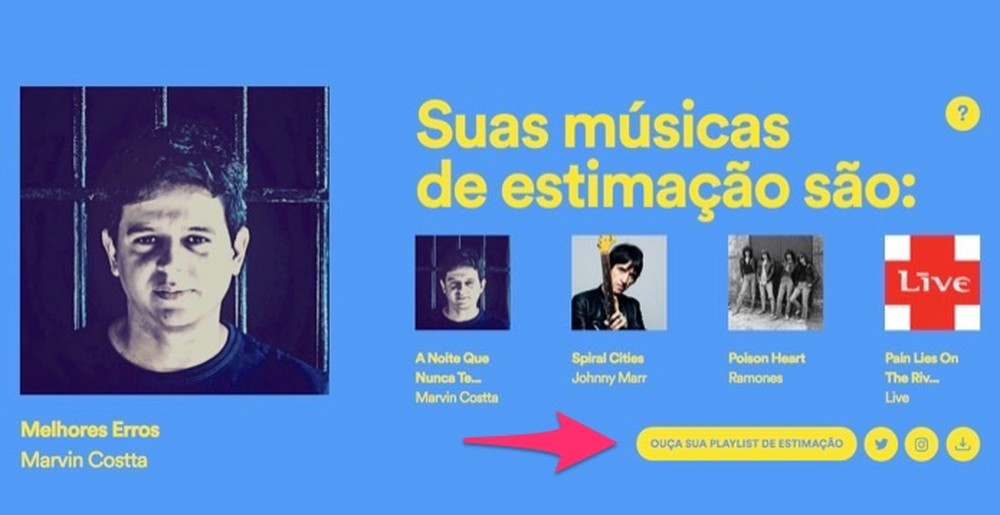 Suas músicas
de estimação são:
?
A Noite Que
Nunca Te...
Marvin Costta
Spiral Cities
Johnny Marr
Poison Heart
Ramones
LIVE
Pain Lies On
The Riv...
Live
Melhores Erros
Marvin Costta
OUÇA SUA PLAYLIST DE ESTIMAÇÃO